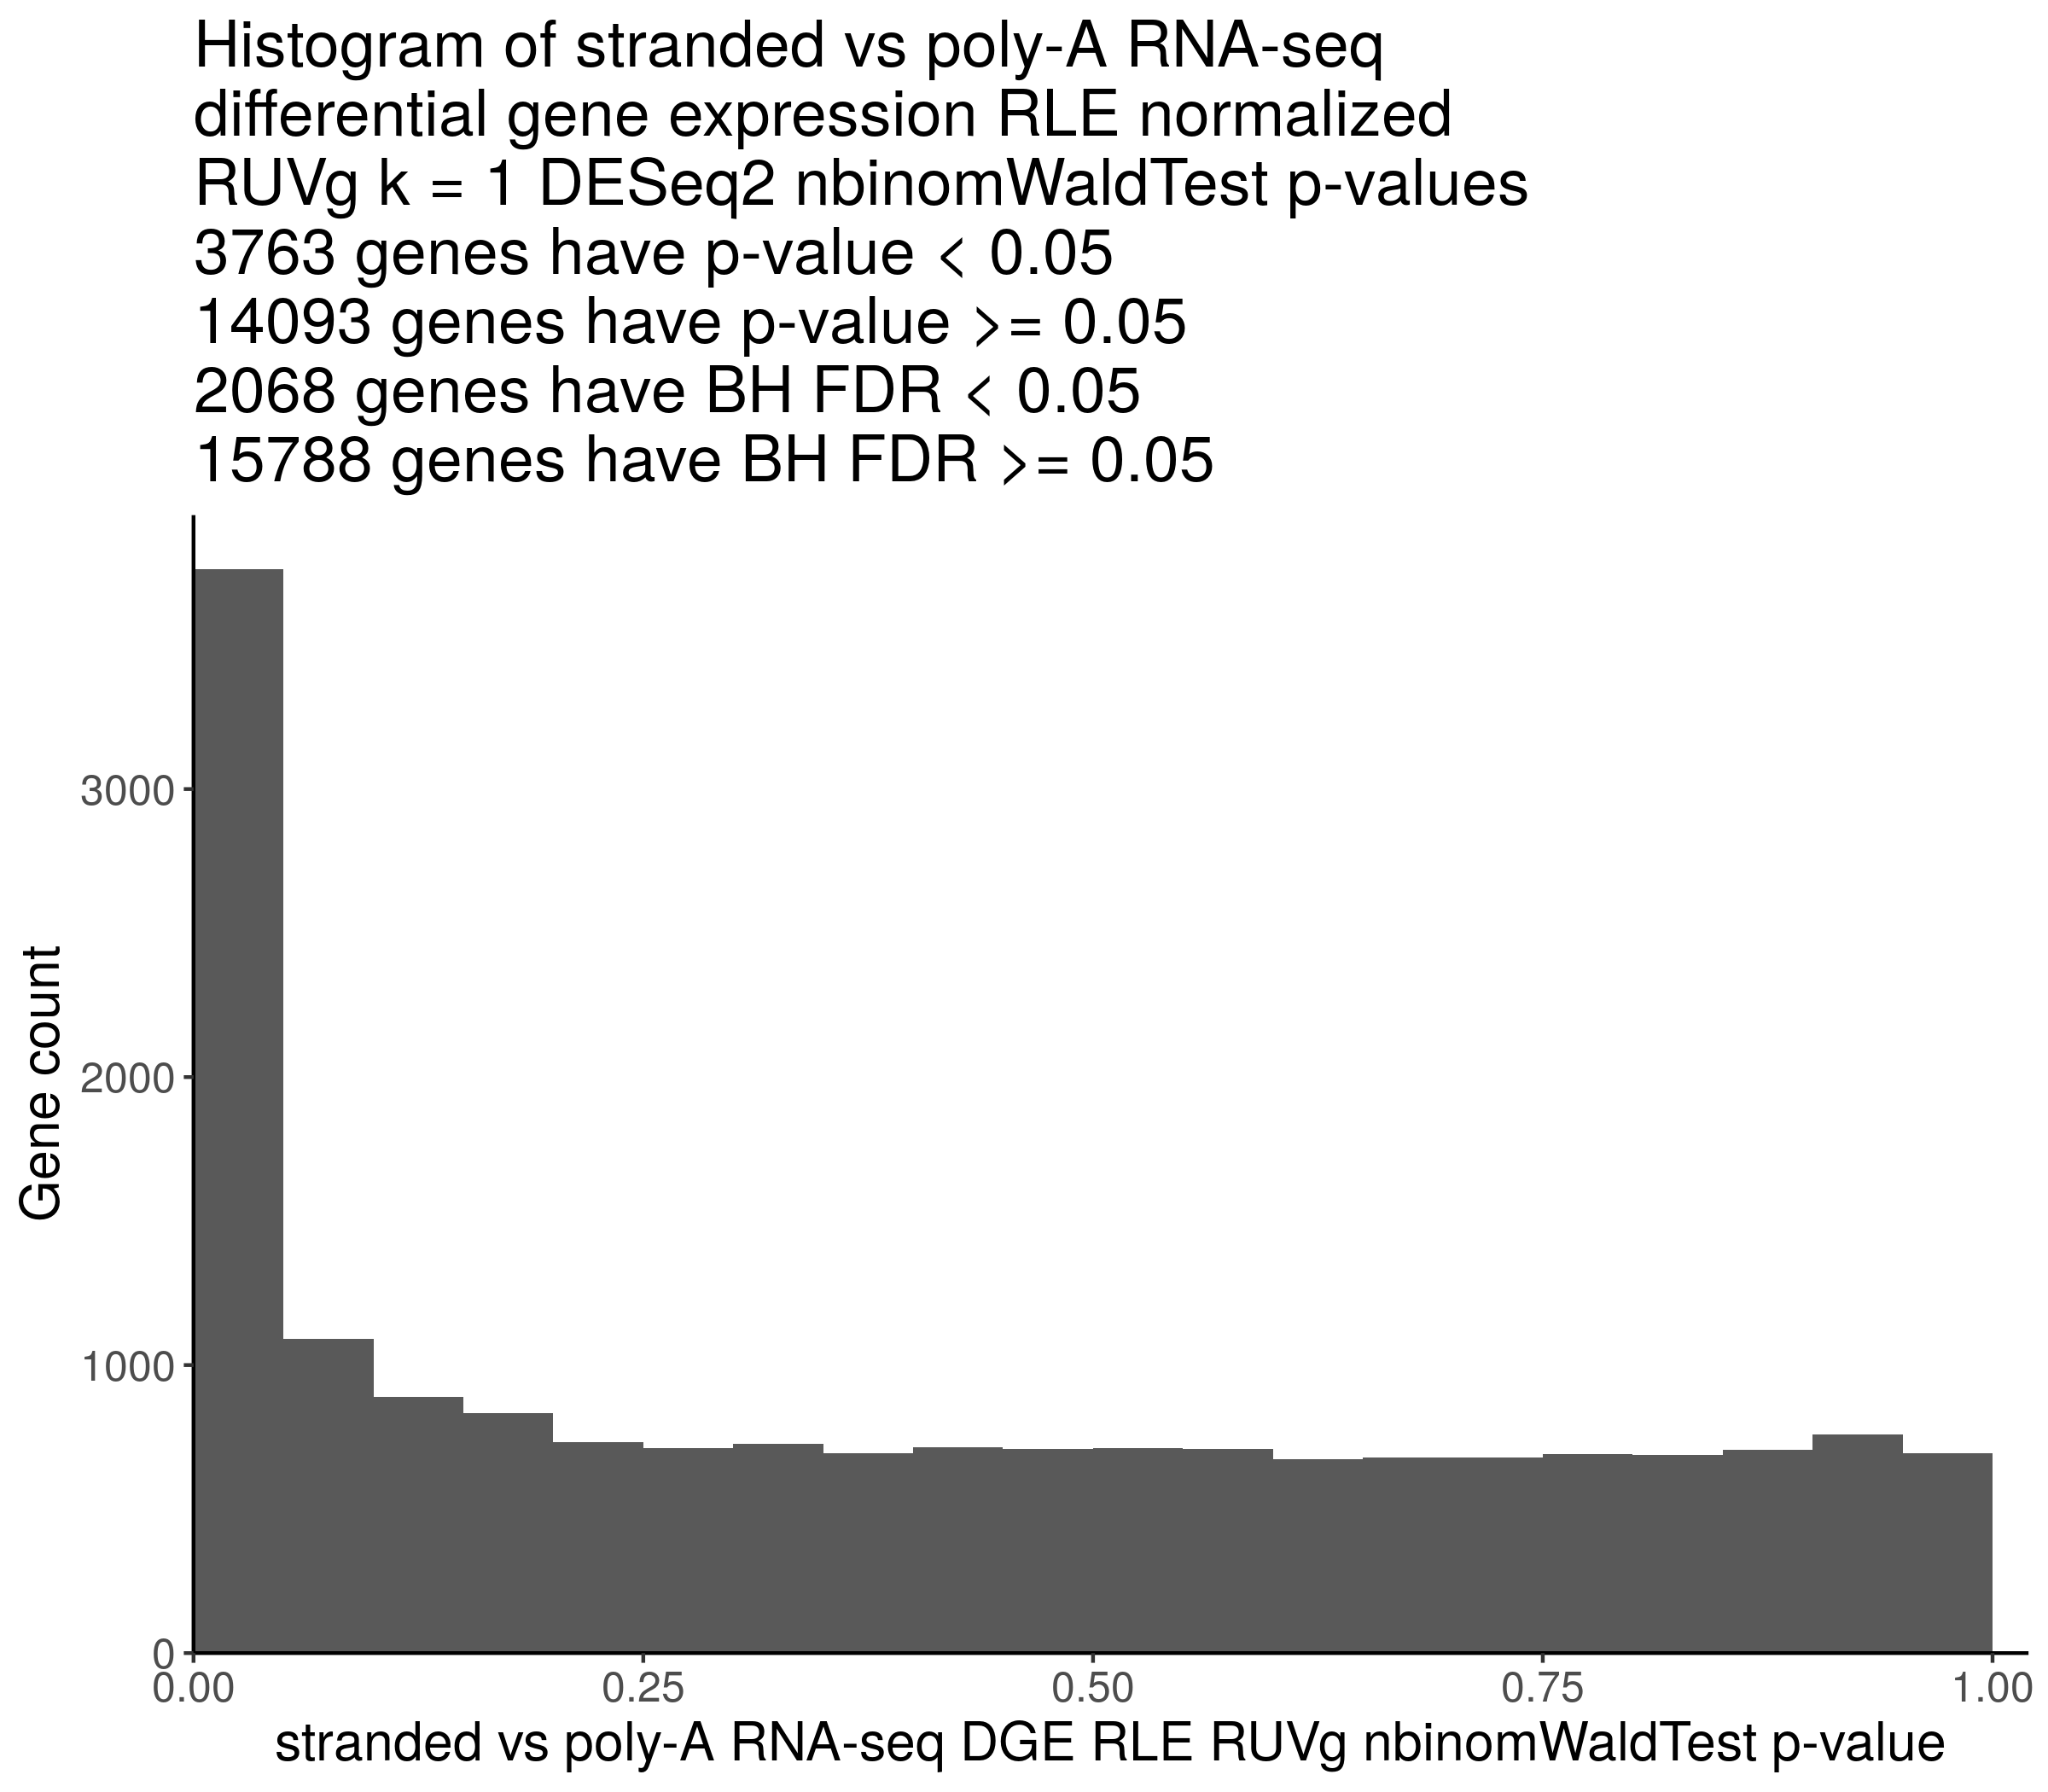 Histogram of stranded vs poly-A RNA-seq
differential gene expression RLE normalized
RUVg k = 1 DESeq2 nbinomWaldTest p-values
3763 genes have p-value < 0.05
14093 genes have p-value >= 0.05
2068 genes have BH FDR < 0.05
15788 genes have BH FDR >= 0.05
Gene count
3000
2000
1000
0
0.00 0.25 0.50 0.75 1.00
stranded vs poly-A RNA-seq DGE RLE RUVg nbinomWaldTest p-value